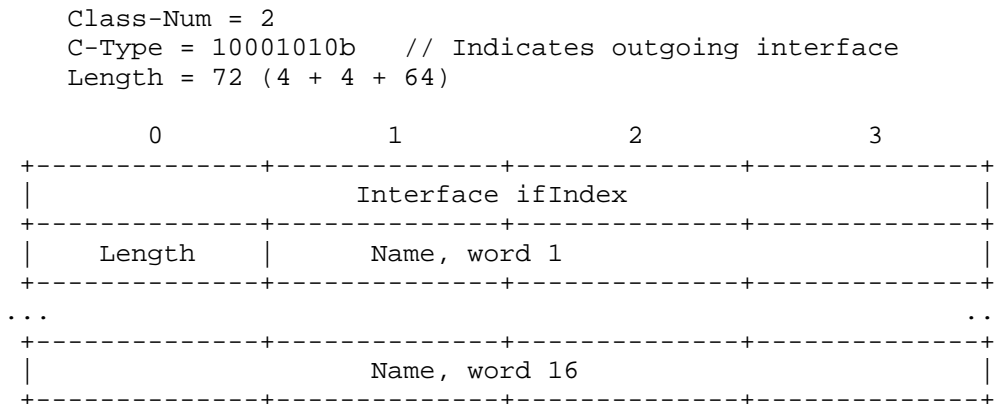 Class-Num = 2
C-Type = 10001010b   // Indicates outgoing interface
Length = 72 (4 + 4 + 64)
        0              1              2              3
+--------------+--------------+--------------+--------------+
|                    Interface ifIndex                      |
+--------------+--------------+--------------+--------------+
|    Length    |      Name, word 1                          |
+--------------+--------------+--------------+--------------+
...                                                        ..
+--------------+--------------+--------------+--------------+
|                     Name, word 16                         |
+--------------+--------------+--------------+--------------+